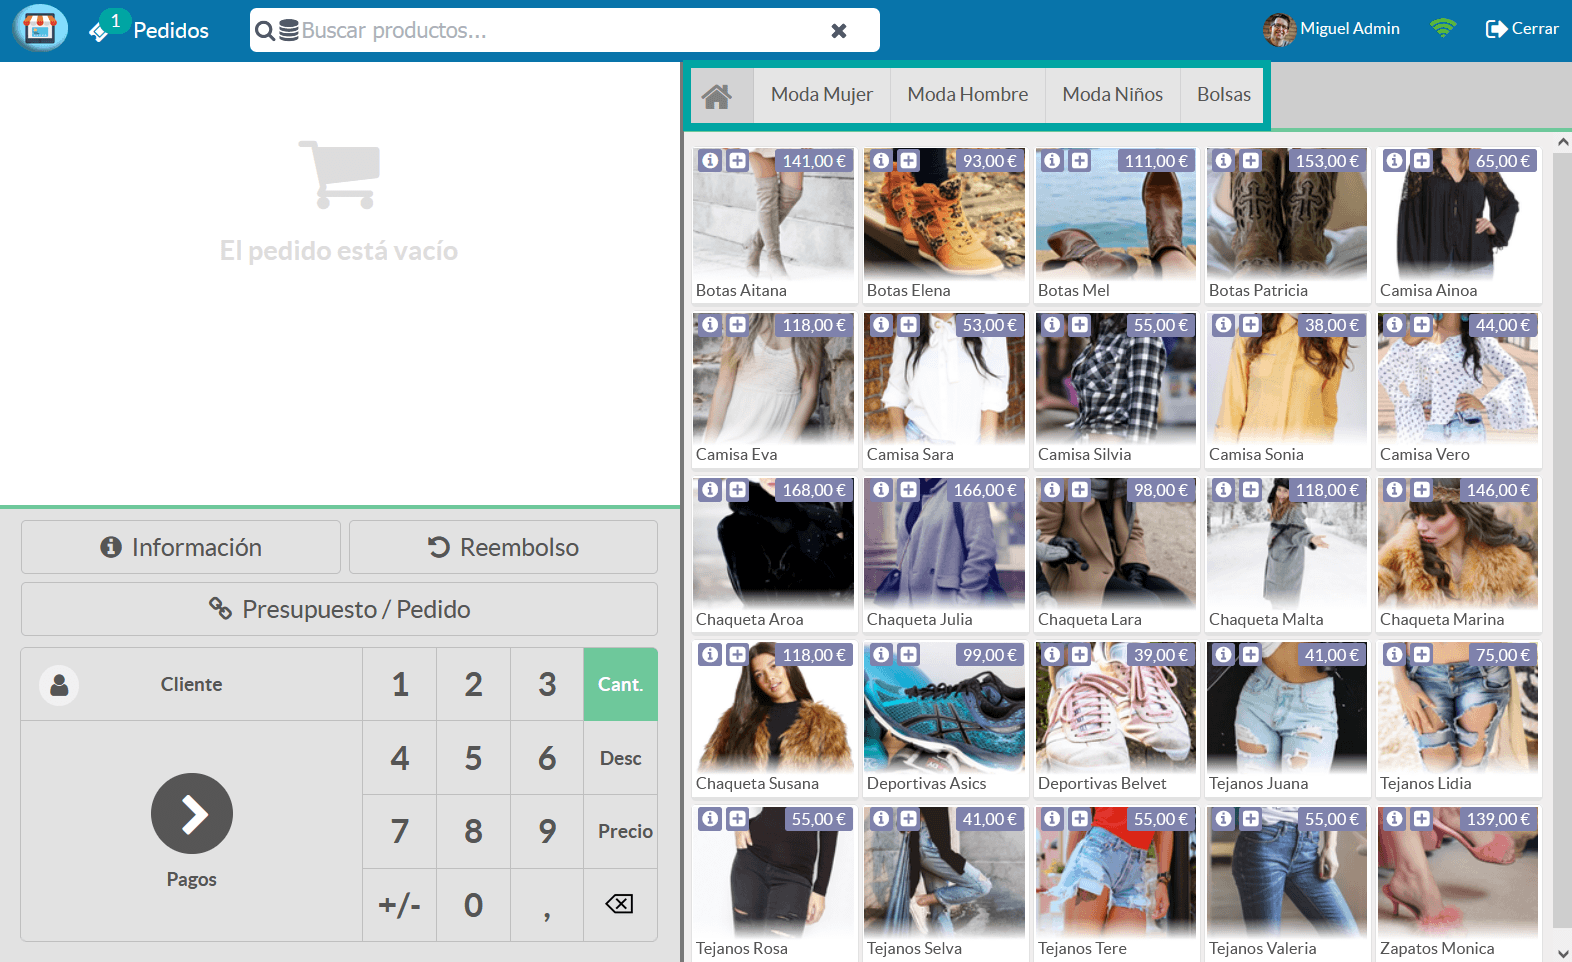 1
Pedidos
Buscar productos...
Miguel Admin
Cerrar
El pedido está vacío
Información
Reembolso
Presupuesto / Pedido
Cliente
1
2
3
Cant.
4
5
6
Desc
7
8
9
Precio
+/-
0
,
Pagos
Moda Mujer
Moda Hombre
Moda Niños
Bolsas
141,00 €
Botas Aitana
93,00 €
Botas Elena
111,00 €
Botas Mel
153,00 €
Botas Patricia
65,00 €
Camisa Ainoa
118,00 €
Camisa Eva
53,00 €
Camisa Sara
55,00 €
Camisa Silvia
38,00 €
Camisa Sonia
44,00 €
Camisa Vero
168,00 €
Chaqueta Aroa
166,00 €
Chaqueta Julia
98,00 €
Chaqueta Lara
118,00 €
Chaqueta Malta
146,00 €
Chaqueta Marina
118,00 €
Chaqueta Susana
99,00 €
Deportivas Asics
39,00 €
Deportivas Belvet
41,00 €
Tejanos Juana
75,00 €
Tejanos Lidia
55,00 €
Tejanos Rosa
41,00 €
Tejanos Selva
55,00 €
Tejanos Tere
55,00 €
Tejanos Valeria
139,00 €
Zapatos Monica